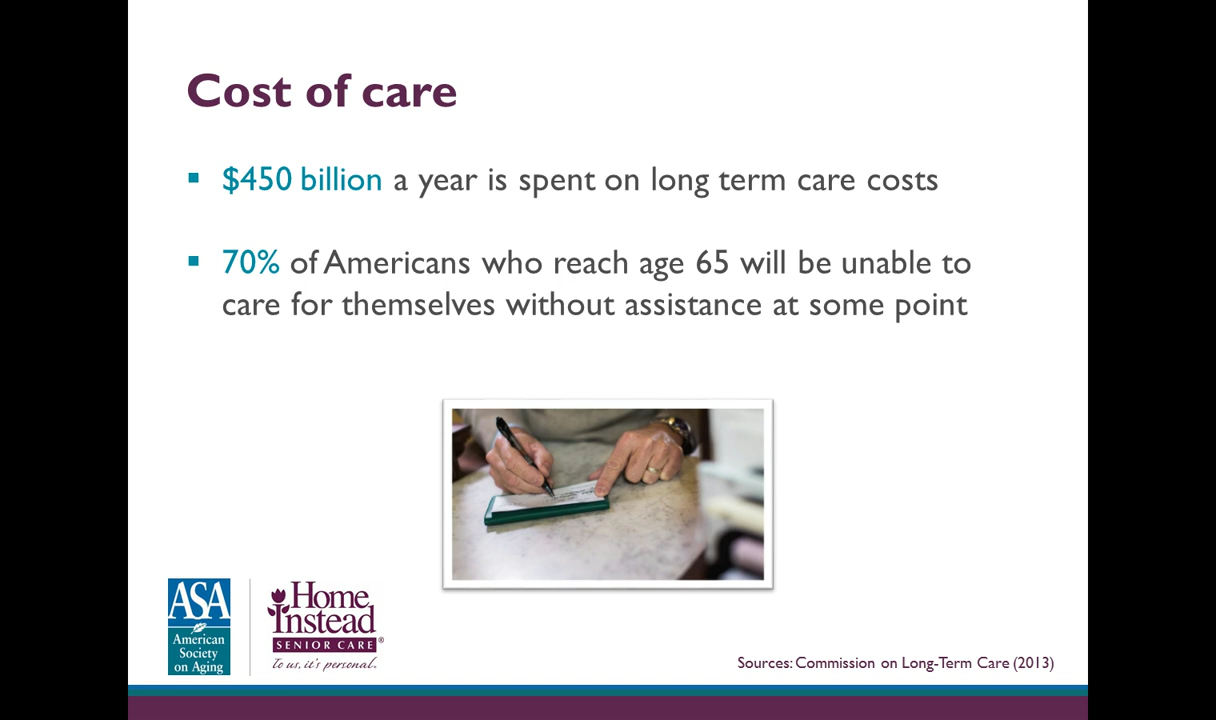 Cost of care
▪ $450 billion a year is spent on long term care costs
▪ 70% of Americans who reach age 65 will be unable to
care for themselves without assistance at some point
ASA
American
Society
on Aging
Home
Instead
SENIOR CARE®
To us, it's personal.
Sources: Commission on Long-Term Care (2013)